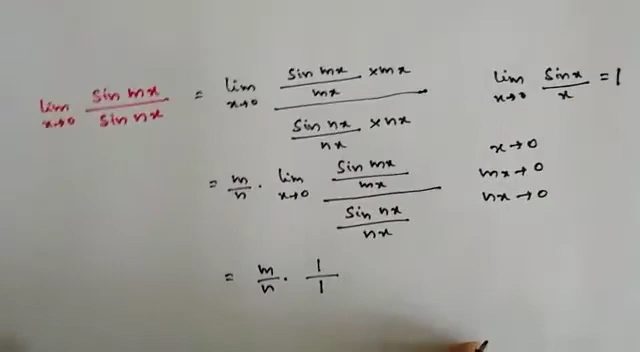 lim x→0 sin mx / sin nx = lim x→0 (sin mx / mx × mx) / (sin nx / nx × nx)
lim x→0 sin x / x = 1
= m/n · lim x→0 (sin mx / mx) / (sin nx / nx)
x→0
mx→0
nx→0
= m/n · 1/1